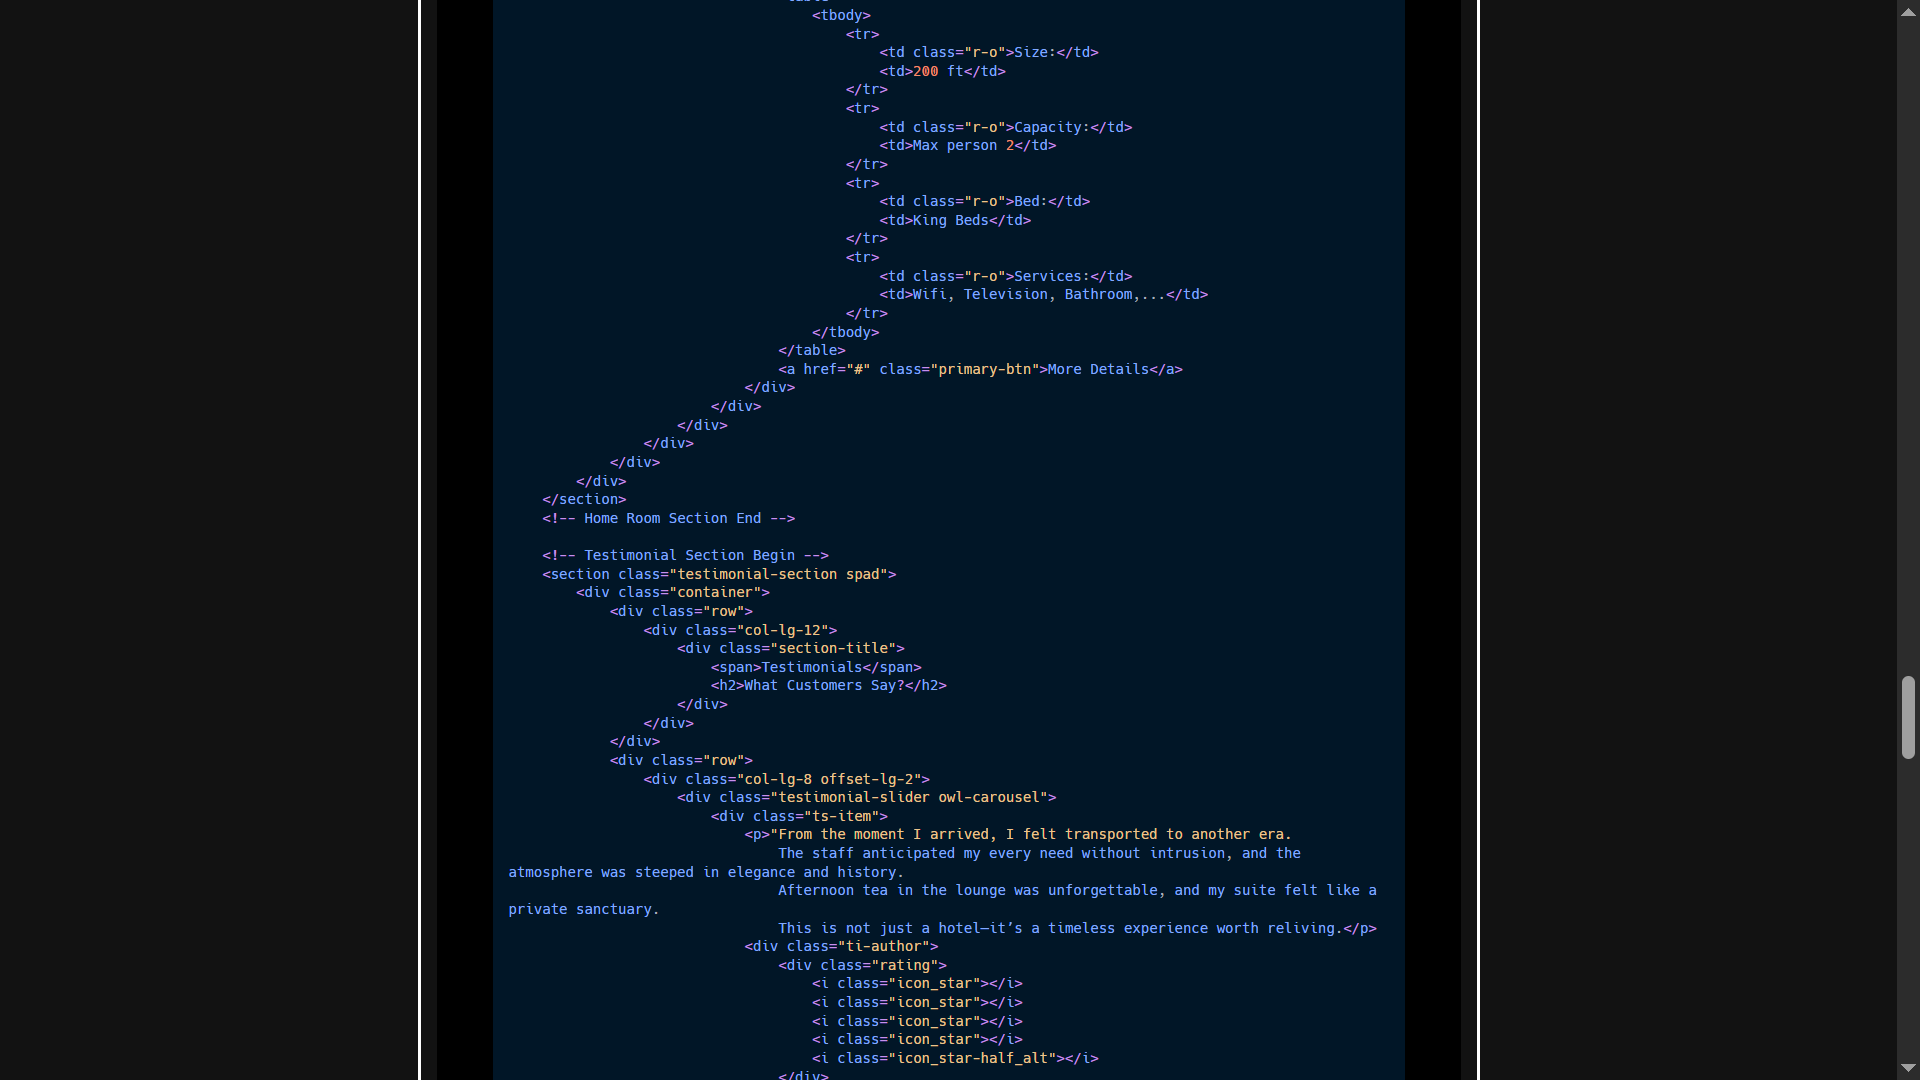 <tbody>
<tr>
<td class="r-o">Size:</td>
<td>200 ft</td>
</tr>
<tr>
<td class="r-o">Capacity:</td>
<td>Max person 2</td>
</tr>
<tr>
<td class="r-o">Bed:</td>
<td>King Beds</td>
</tr>
<tr>
<td class="r-o">Services:</td>
<td>Wifi, Television, Bathroom,...</td>
</tr>
</tbody>
</table>
<a href="#" class="primary-btn">More Details</a>
</div>
</div>
</div>
</div>
</div>
</div>
</section>
<!-- Home Room Section End -->
<!-- Testimonial Section Begin -->
<section class="testimonial-section spad">
<div class="container">
<div class="row">
<div class="col-lg-12">
<div class="section-title">
<span>Testimonials</span>
<h2>What Customers Say?</h2>
</div>
</div>
</div>
<div class="row">
<div class="col-lg-8 offset-lg-2">
<div class="testimonial-slider owl-carousel">
<div class="ts-item">
<p>"From the moment I arrived, I felt transported to another era.
The staff anticipated my every need without intrusion, and the
atmosphere was steeped in elegance and history.
Afternoon tea in the lounge was unforgettable, and my suite felt like a
private sanctuary.
This is not just a hotel—it’s a timeless experience worth reliving.</p>
<div class="ti-author">
<div class="rating">
<i class="icon_star"></i>
<i class="icon_star"></i>
<i class="icon_star"></i>
<i class="icon_star"></i>
<i class="icon_star-half_alt"></i>
</div>